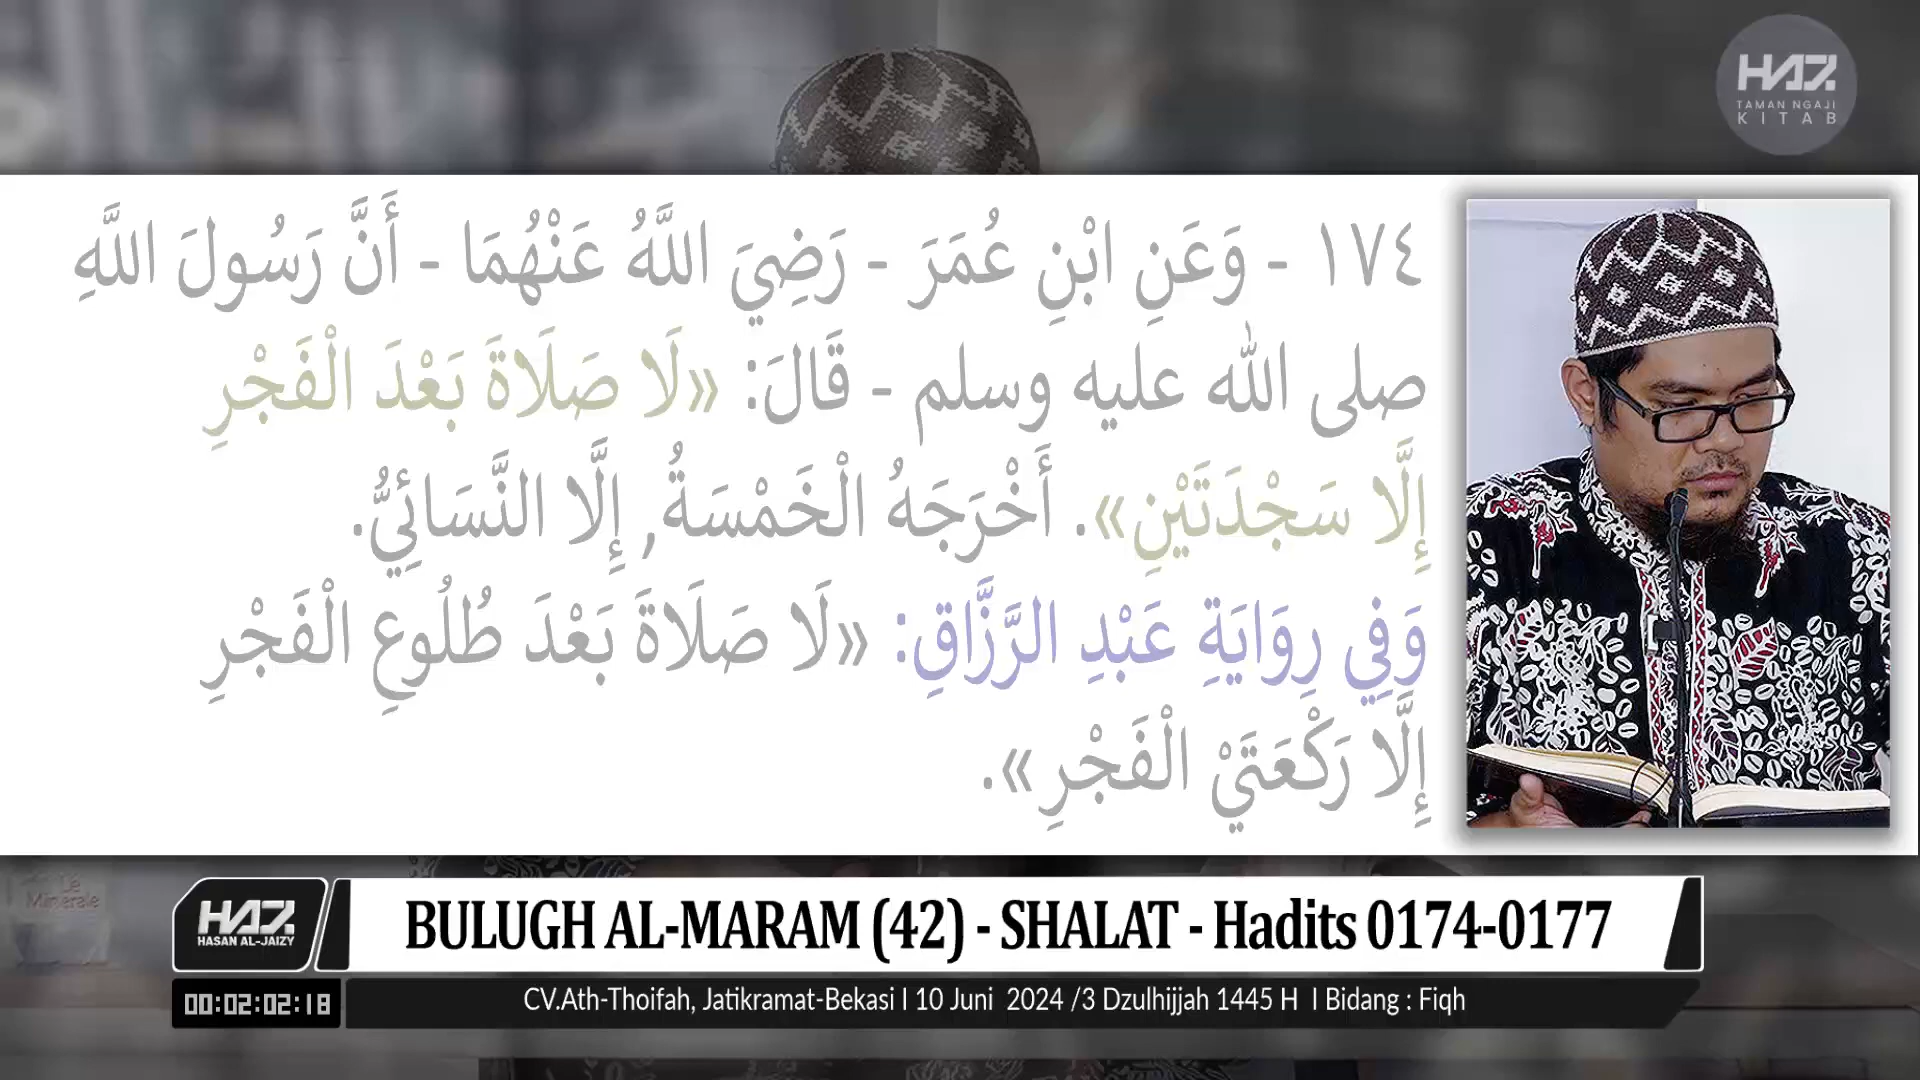 HAZ.
TAMAN NGAJI
KITAB
١٧٤ - وَعَنِ ابْنِ عُمَرَ - رَضِيَ اللَّهُ عَنْهُمَا - أَنَّ رَسُولَ اللَّهِ
صلى الله عليه وسلم - قَالَ: «لَا صَلَاةَ بَعْدَ الْفَجْرِ
إِلَّا سَجْدَتَيْنِ». أَخْرَجَهُ الْخَمْسَةُ, إِلَّا النَّسَائِيُّ.
وَفِي رِوَايَةِ عَبْدِ الرَّزَّاقِ: «لَا صَلَاةَ بَعْدَ طُلُوعِ الْفَجْرِ
إِلَّا رَكْعَتَيْ الْفَجْرِ».
Le
Minerale
HAZ.
HASAN AL-JAIZY
BULUGH AL-MARAM (42) - SHALAT - Hadits 0174-0177
00:02:02:18
CV.Ath-Thoifah, Jatikramat-Bekasi I 10 Juni 2024 /3 Dzulhijjah 1445 H I Bidang : Fiqh